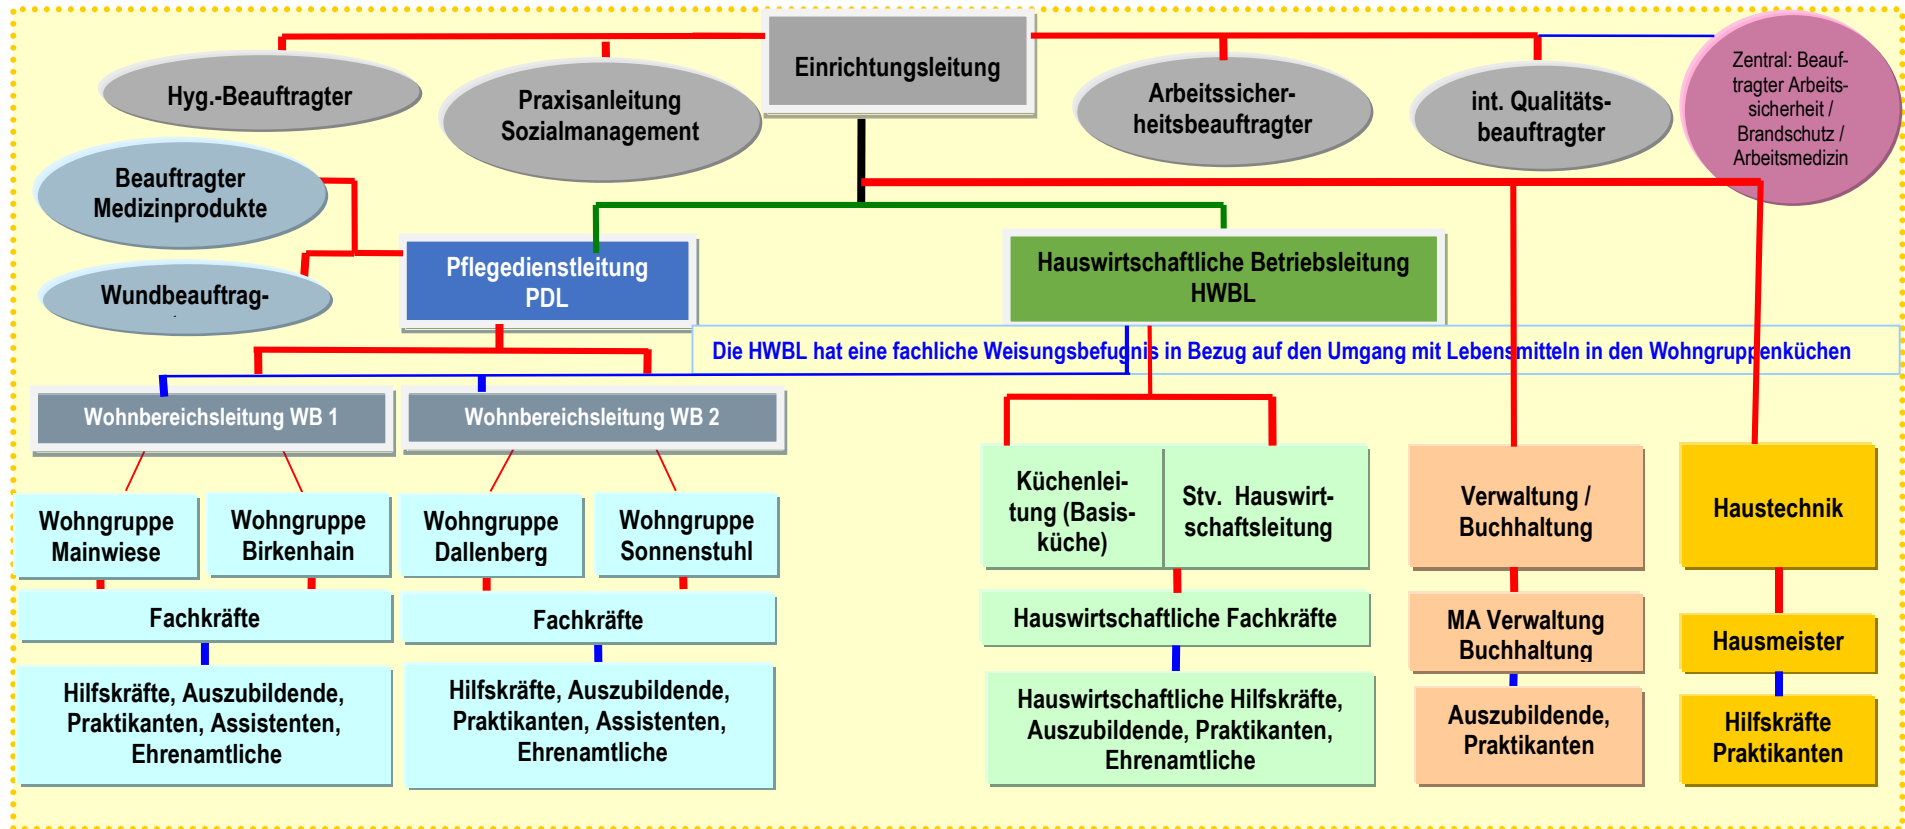 Einrichtungsleitung
Hyg.-Beauftragter
Praxisanleitung
Sozialmanagement
Arbeitssicher-
heitsbeauftragter
int. Qualitäts-
beauftragter
Zentral: Beauf-
tragter Arbeits-
sicherheit /
Brandschutz /
Arbeitsmedizin
Beauftragter
Medizinprodukte
Wundbeauftrag-
Pflegedienstleitung
PDL
Hauswirtschaftliche Betriebsleitung
HWBL
Die HWBL hat eine fachliche Weisungsbefugnis in Bezug auf den Umgang mit Lebensmitteln in den Wohngruppenküchen
Wohnbereichsleitung WB 1
Wohnbereichsleitung WB 2
Wohngruppe
Mainwiese
Wohngruppe
Birkenhain
Wohngruppe
Dallenberg
Wohngruppe
Sonnenstuhl
Küchenlei-
tung (Basis-
küche)
Stv. Hauswirt-
schaftsleitung
Verwaltung /
Buchhaltung
Haustechnik
Fachkräfte
Fachkräfte
Hauswirtschaftliche Fachkräfte
MA Verwaltung
Buchhaltung
Hausmeister
Hilfskräfte, Auszubildende,
Praktikanten, Assistenten,
Ehrenamtliche
Hilfskräfte, Auszubildende,
Praktikanten, Assistenten,
Ehrenamtliche
Hauswirtschaftliche Hilfskräfte,
Auszubildende, Praktikanten,
Ehrenamtliche
Auszubildende,
Praktikanten
Hilfskräfte
Praktikanten